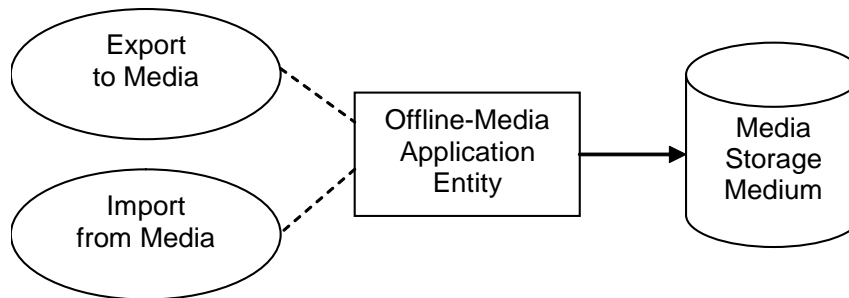 Export
to Media
Offline-Media
Application
Entity
Media
Storage
Medium
Import
from Media